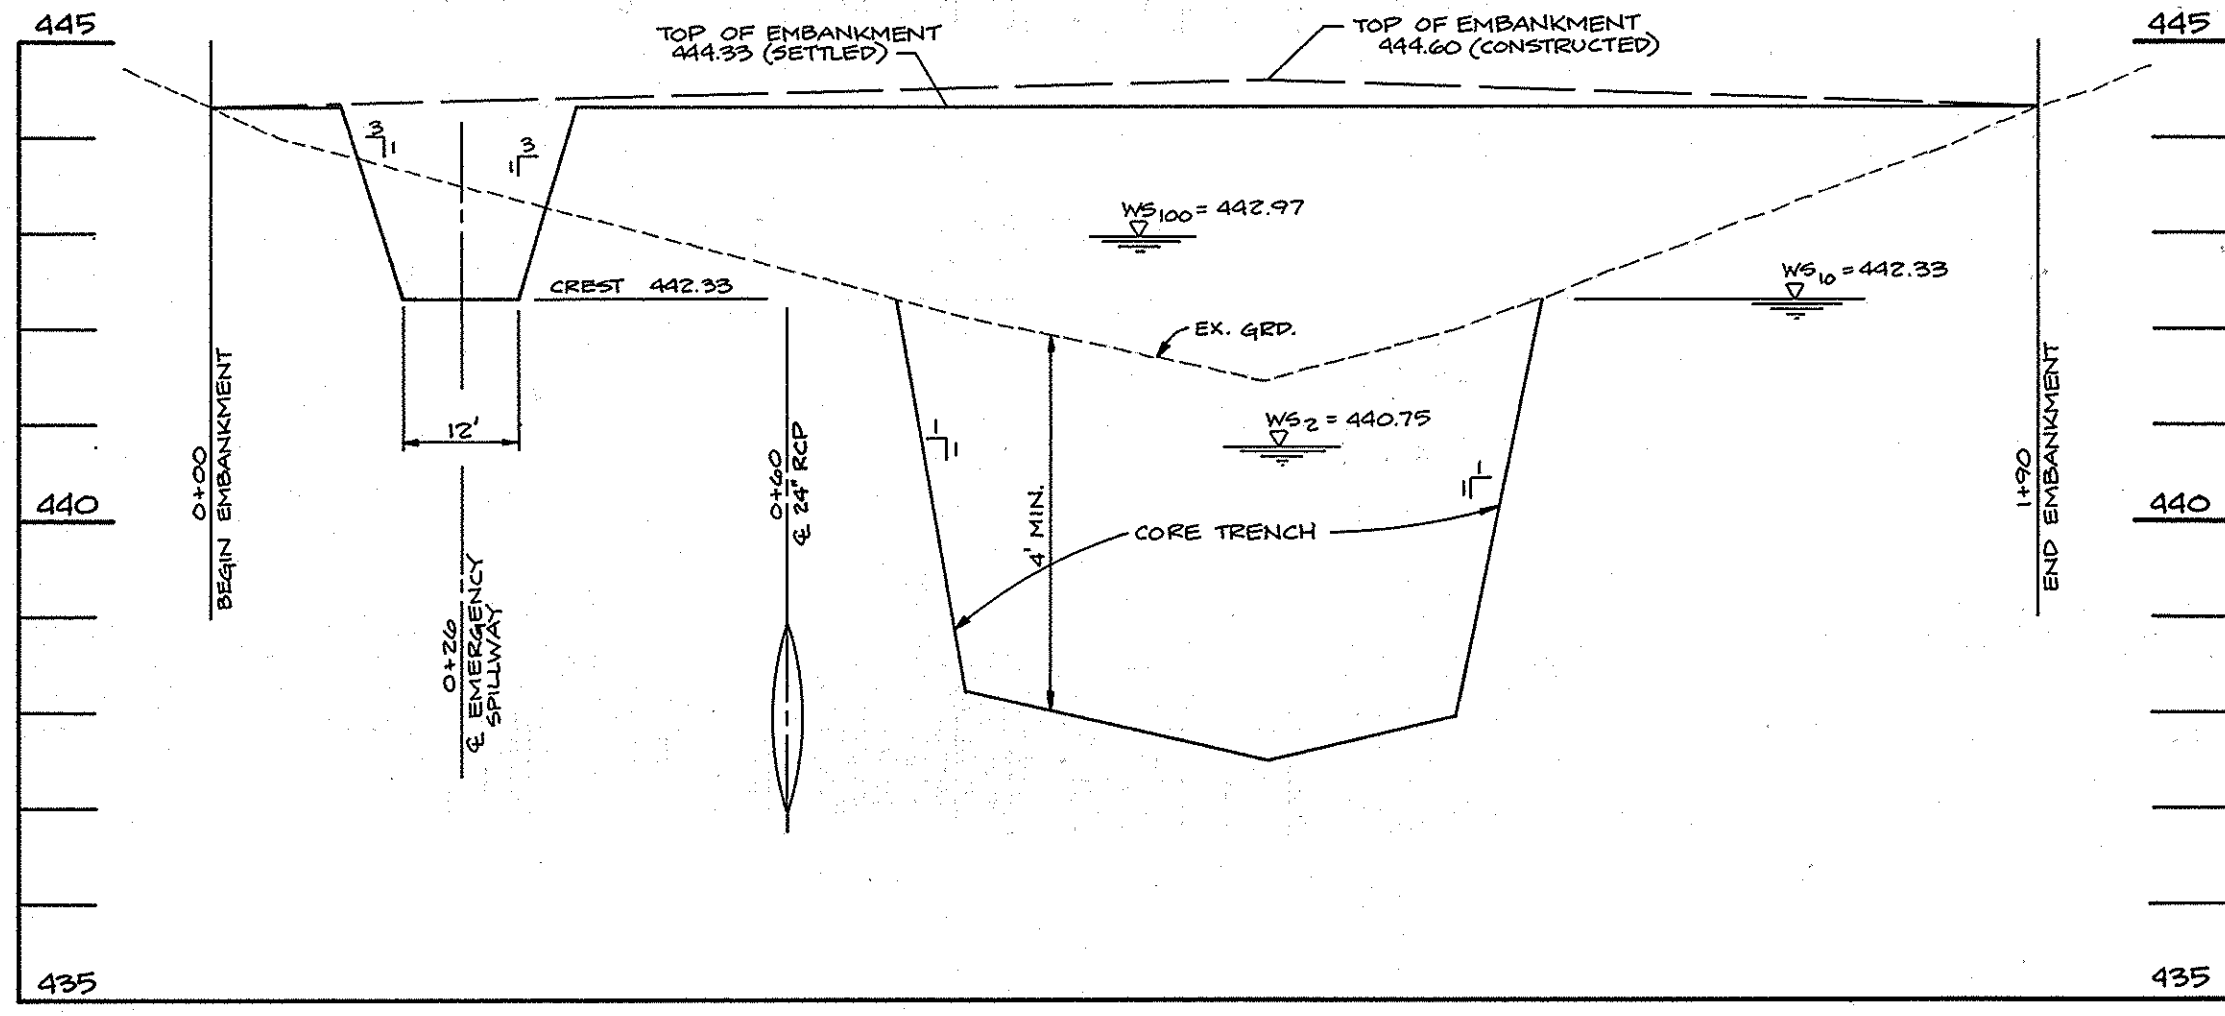 445
TOP OF EMBANKMENT
444.33 (SETTLED)
TOP OF EMBANKMENT
444.60 (CONSTRUCTED)
445
3
1
1
3
WS100 = 442.97
WS10 = 442.33
CREST 442.33
EX. GRD.
WS2 = 440.75
12'
1
1
1
1
4' MIN.
CORE TRENCH
440
440
0+00
BEGIN EMBANKMENT
0+26
℄ EMERGENCY
SPILLWAY
0+60
℄ 24" RCP
1+90
END EMBANKMENT
435
435